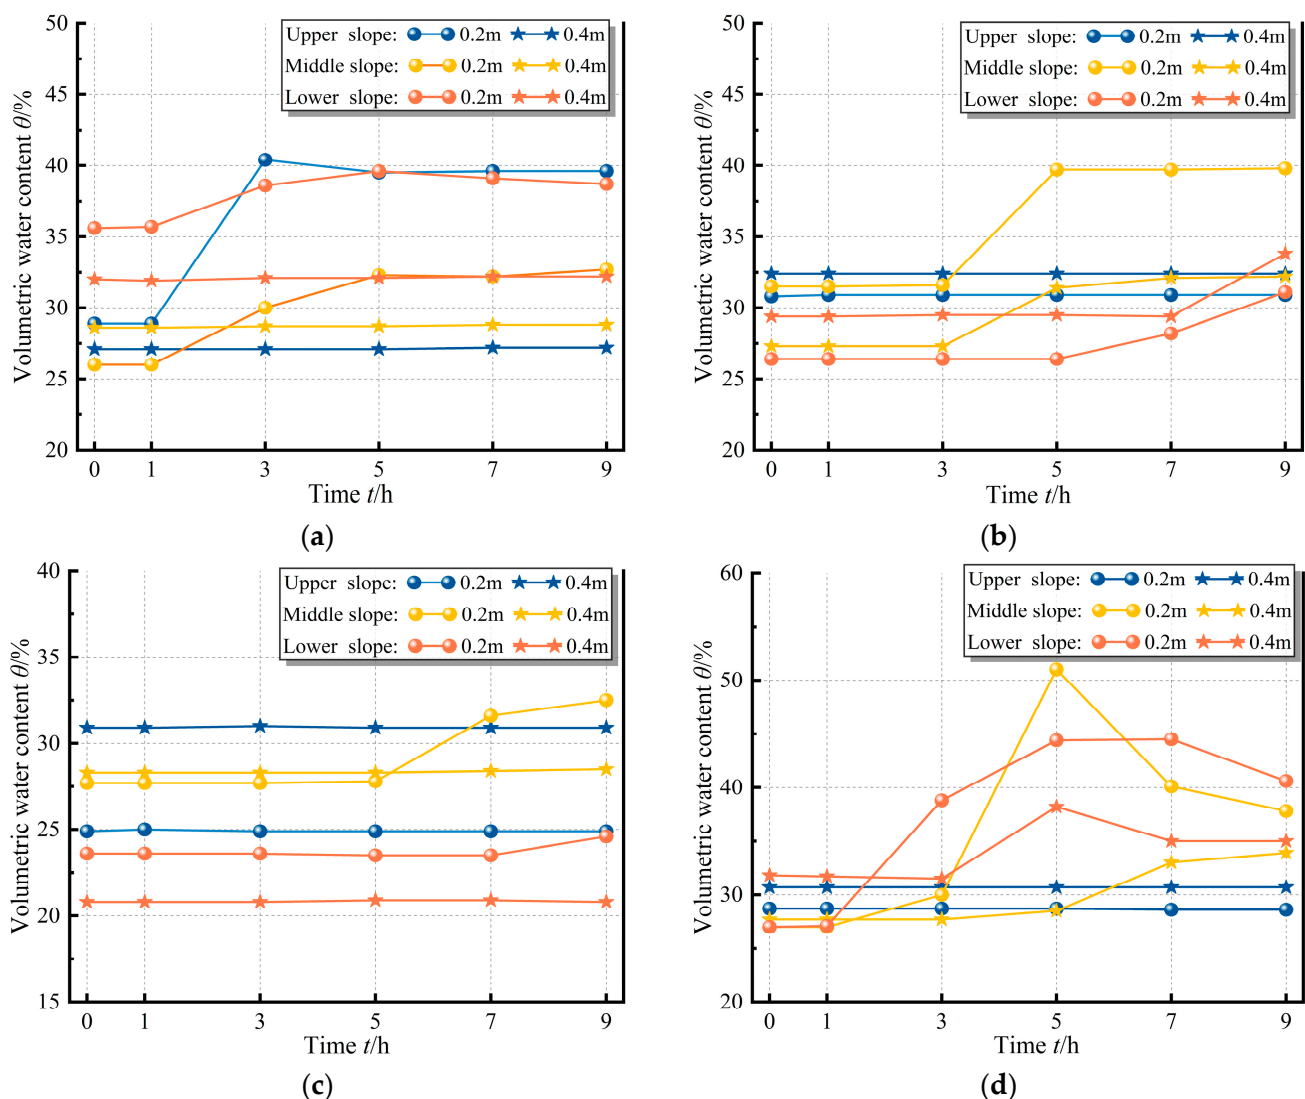 Volumetric water content θ/%
50
45
40
35
30
25
20
Upper slope: 0.2m 0.4m
Middle slope: 0.2m 0.4m
Lower slope: 0.2m 0.4m
0 1 3 5 7 9
Time t/h
(a)
Volumetric water content θ/%
50
45
40
35
30
25
20
Upper slope: 0.2m 0.4m
Middle slope: 0.2m 0.4m
Lower slope: 0.2m 0.4m
0 1 3 5 7 9
Time t/h
(b)
Volumetric water content θ/%
40
35
30
25
20
15
Upper slope: 0.2m 0.4m
Middle slope: 0.2m 0.4m
Lower slope: 0.2m 0.4m
0 1 3 5 7 9
Time t/h
(c)
Volumetric water content θ/%
60
50
40
30
20
Upper slope: 0.2m 0.4m
Middle slope: 0.2m 0.4m
Lower slope: 0.2m 0.4m
0 1 3 5 7 9
Time t/h
(d)